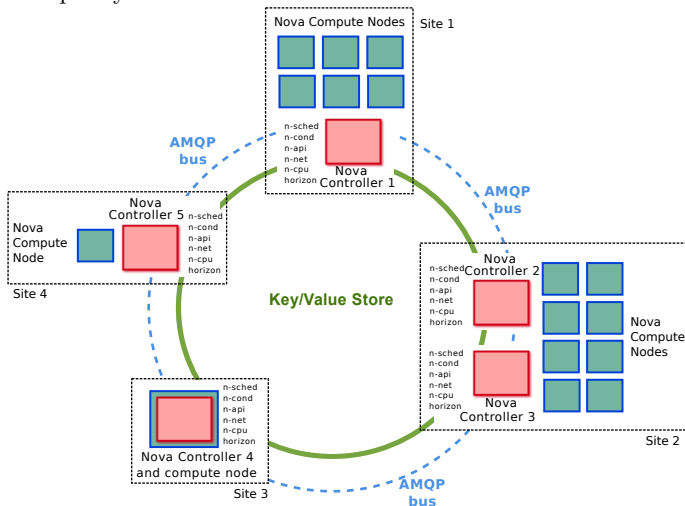 Nova Compute Nodes
Site 1
n-sched
n-cond
n-api
n-net
n-cpu
horizon
Nova
Controller 1
AMQP
bus
AMQP
bus
Nova
Controller 5
n-sched
n-cond
n-api
n-net
n-cpu
horizon
Nova
Compute
Node
Site 4
Key/Value Store
Nova
Controller 2
n-sched
n-cond
n-api
n-net
n-cpu
horizon
n-sched
n-cond
n-api
n-net
n-cpu
horizon
Nova
Controller 3
Nova
Compute
Nodes
Site 2
n-sched
n-cond
n-api
n-net
n-cpu
horizon
Nova Controller 4
and compute node
Site 3
AMQP
bus